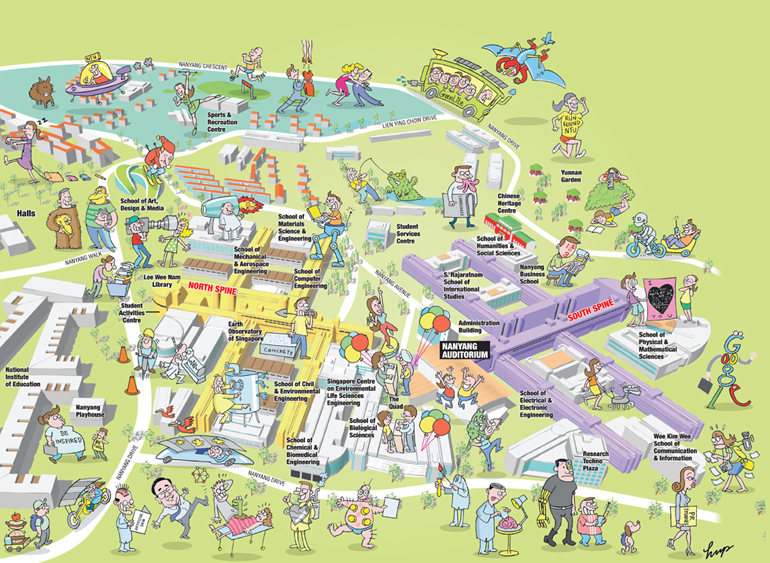 NANYANG CRESCENT
NTU
Sports &
Recreation
Centre
LIEN YING CHOW DRIVE
NANYANG DRIVE
RUN
ROUND
NTU
Yunnan
Garden
School of Art,
Design & Media
Halls
NANYANG WALK
School of
Materials
Science &
Engineering
Student
Services
Centre
Chinese
Heritage
Centre
School of
Humanities &
Social Sciences
School of
Mechanical
& Aerospace
Engineering
School of
Computer
Engineering
Lee Wee Nam
Library
NORTH SPINE
NANYANG AVENUE
S. Rajaratnam
School of
International
Studies
Nanyang
Business
School
SOUTH SPINE
Student
Activities
Centre
Earth
Observatory
of Singapore
CONCRETE
Administration
Building
NANYANG
AUDITORIUM
School of
Physical &
Mathematical
Sciences
Google
National
Institute
of Education
Nanyang
Playhouse
BE
INSPIRED
School of Civil
& Environmental
Engineering
Singapore Centre
on Environmental
Life Sciences
Engineering
The
Quad
School of
Electrical &
Electronic
Engineering
School of
Biological
Sciences
School of
Chemical &
Biomedical
Engineering
Research
Techno
Plaza
Wee Kim Wee
School of
Communication
& Information
NANYANG DRIVE
NANYANG DRIVE